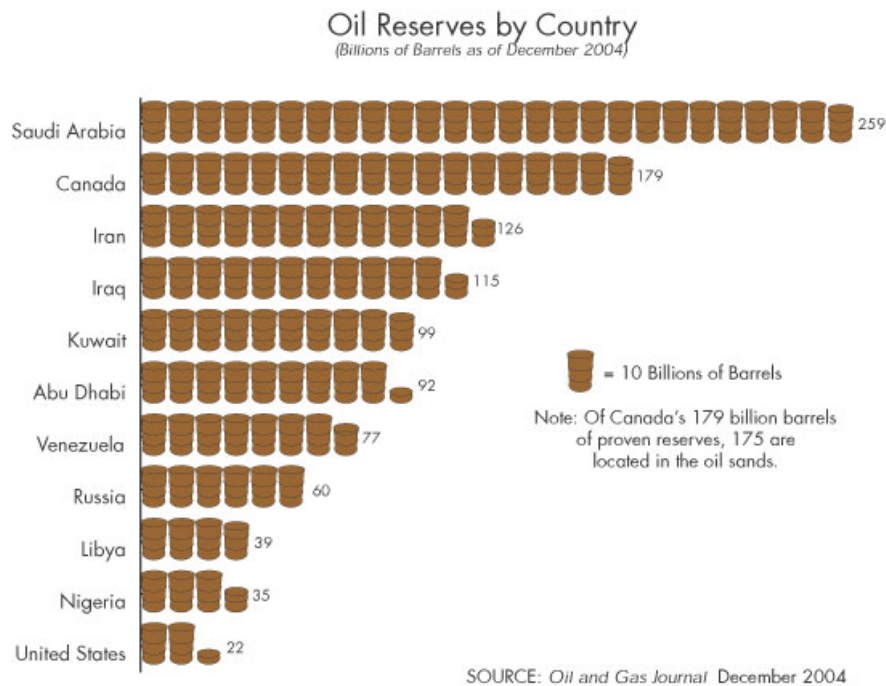 Oil Reserves by Country
(Billions of Barrels as of December 2004)
Saudi Arabia 259
Canada 179
Iran 126
Iraq 115
Kuwait 99
Abu Dhabi 92
Venezuela 77
Russia 60
Libya 39
Nigeria 35
United States 22
= 10 Billions of Barrels
Note: Of Canada's 179 billion barrels
of proven reserves, 175 are
located in the oil sands.
SOURCE: Oil and Gas Journal December 2004